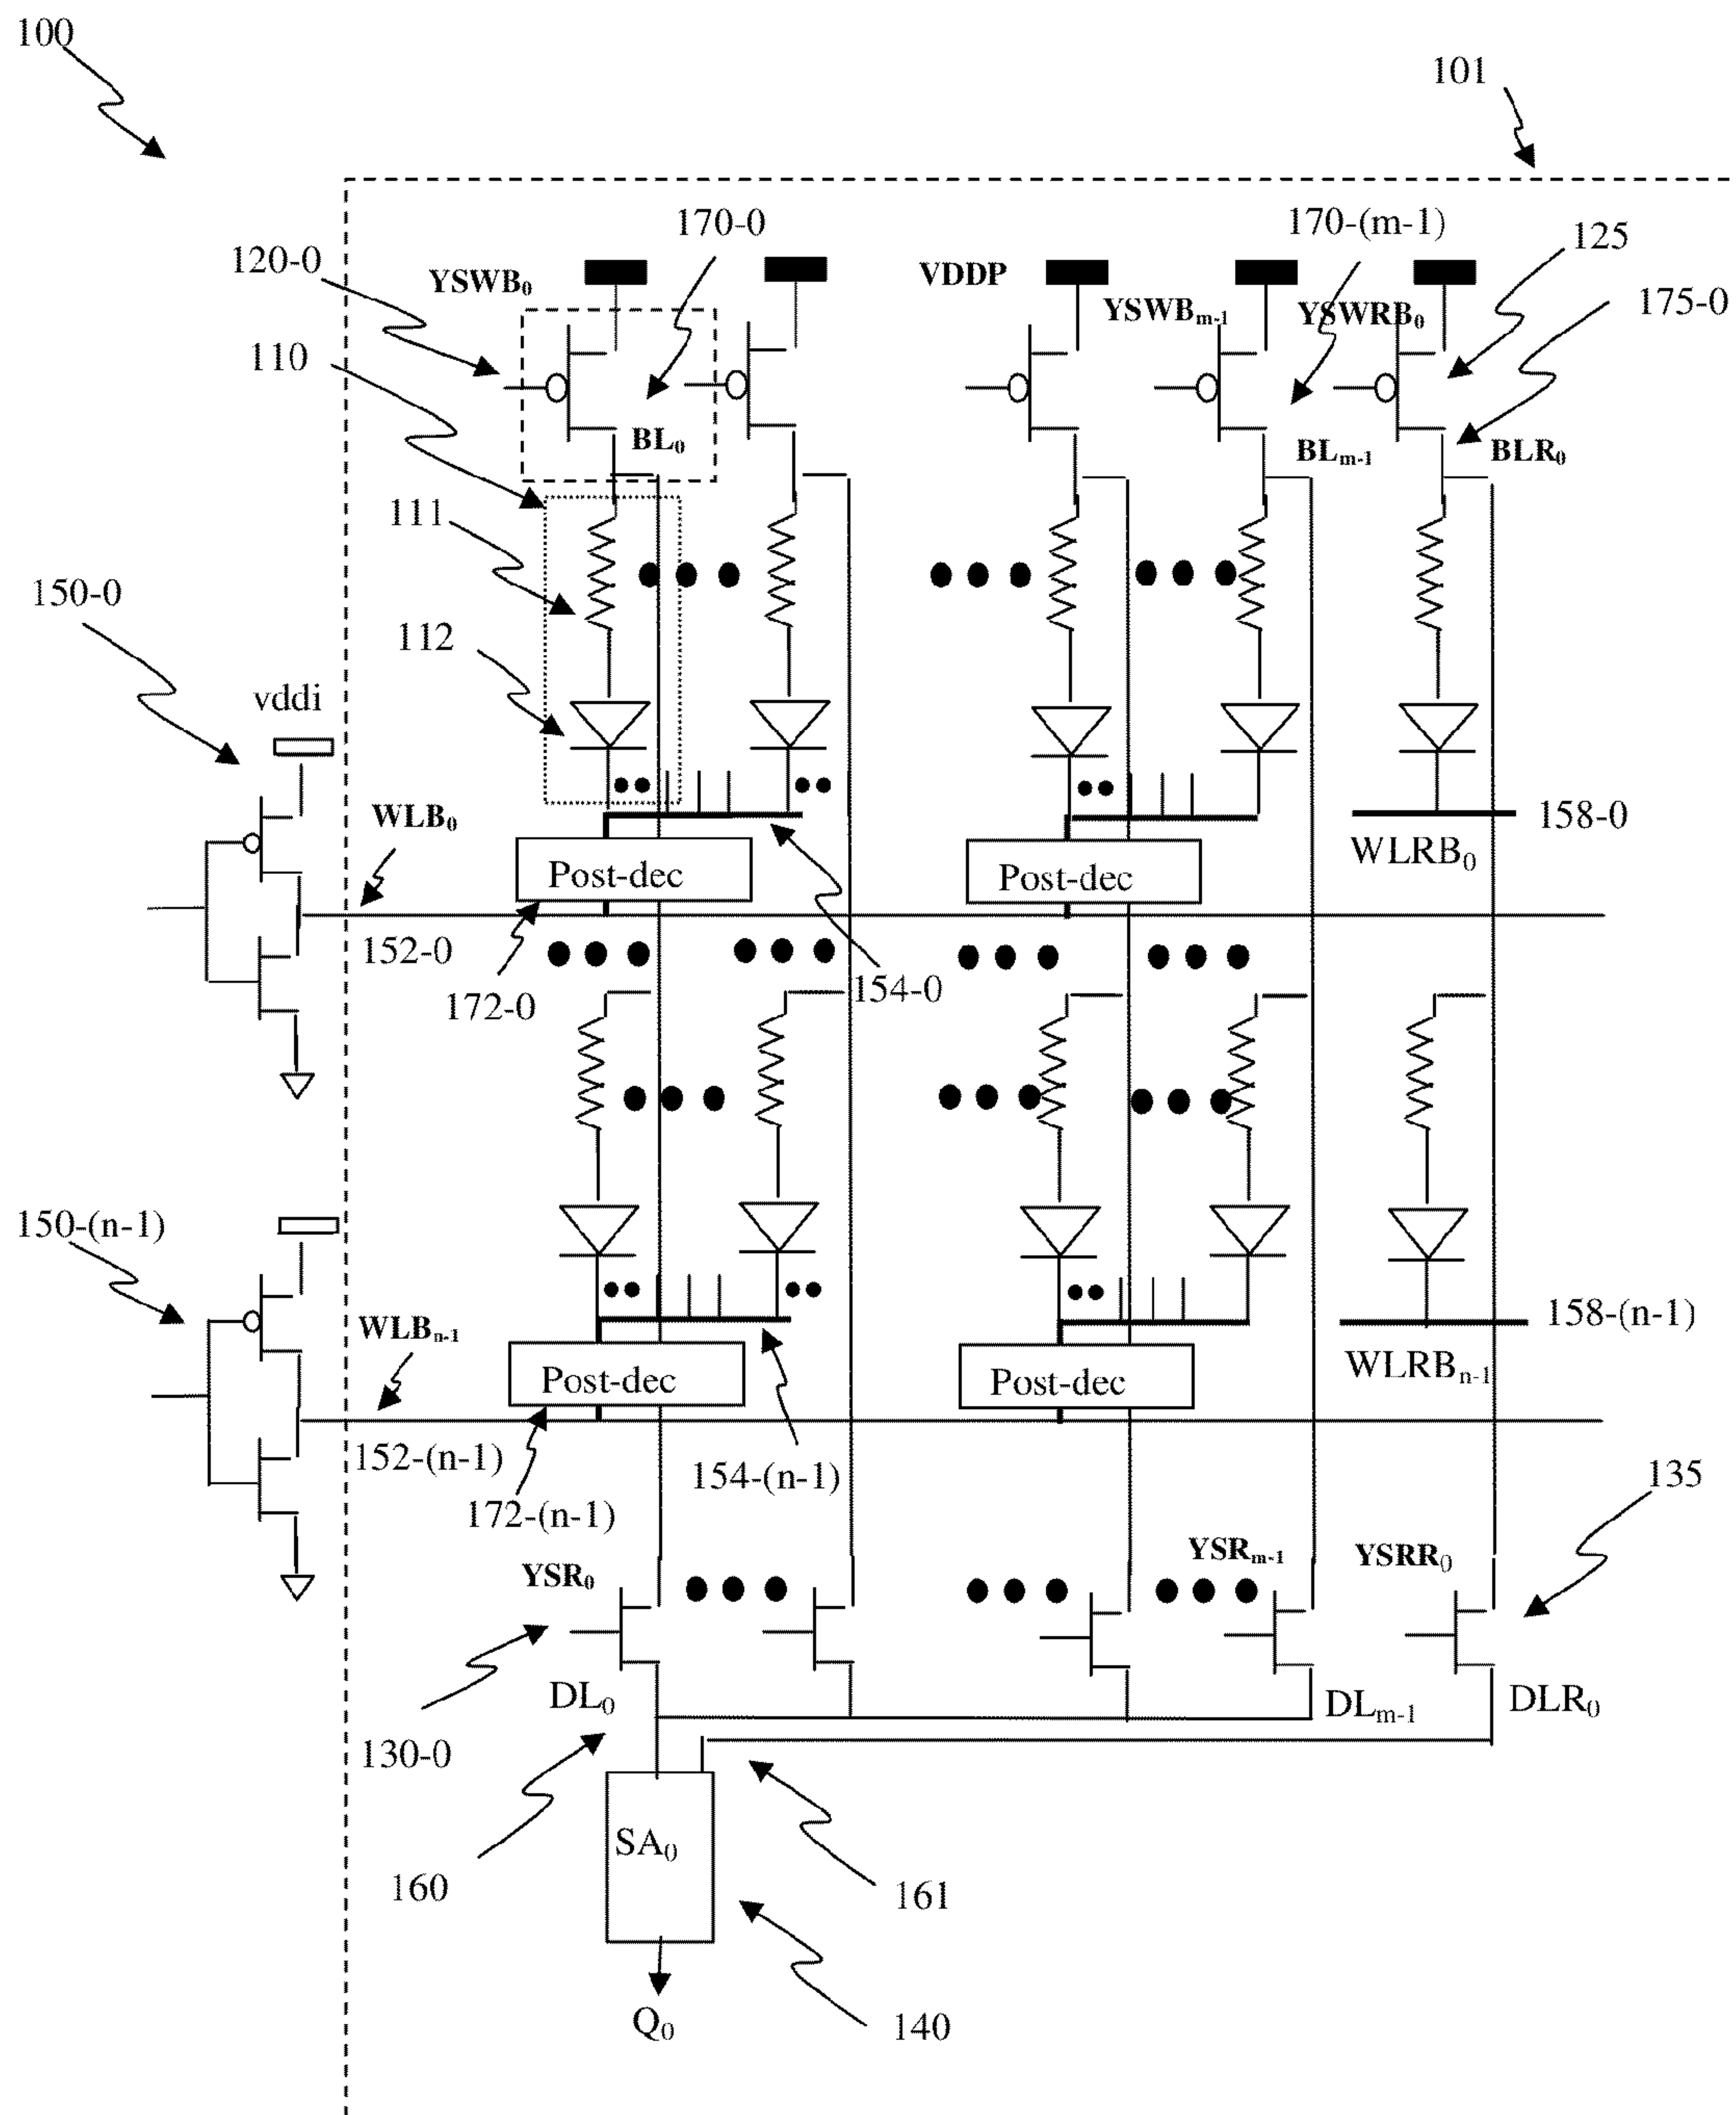 100
101
170-0
170-(m-1)
125
120-0
YSWB₀
VDDP
YSWBₘ₋₁
YSWRB₀
175-0
110
BL₀
BLₘ₋₁
BLR₀
111
150-0
112
vddi
WLB₀
158-0
WLRB₀
Post-dec
Post-dec
152-0
172-0
154-0
150-(n-1)
WLBₙ₋₁
158-(n-1)
WLRBₙ₋₁
Post-dec
Post-dec
152-(n-1)
154-(n-1)
172-(n-1)
135
YSR₀
YSRₘ₋₁
YSRR₀
DL₀
DLₘ₋₁
DLR₀
130-0
SA₀
160
161
Q₀
140